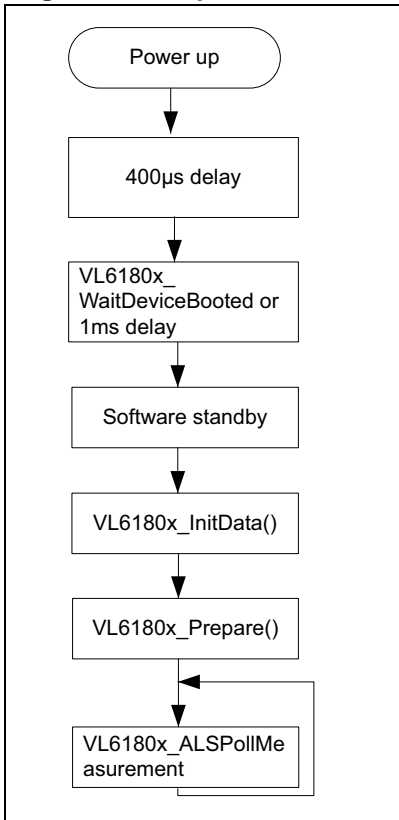 Power up
400µs delay
VL6180x_
WaitDeviceBooted or
1ms delay
Software standby
VL6180x_InitData()
VL6180x_Prepare()
VL6180x_ALSPollMe
asurement